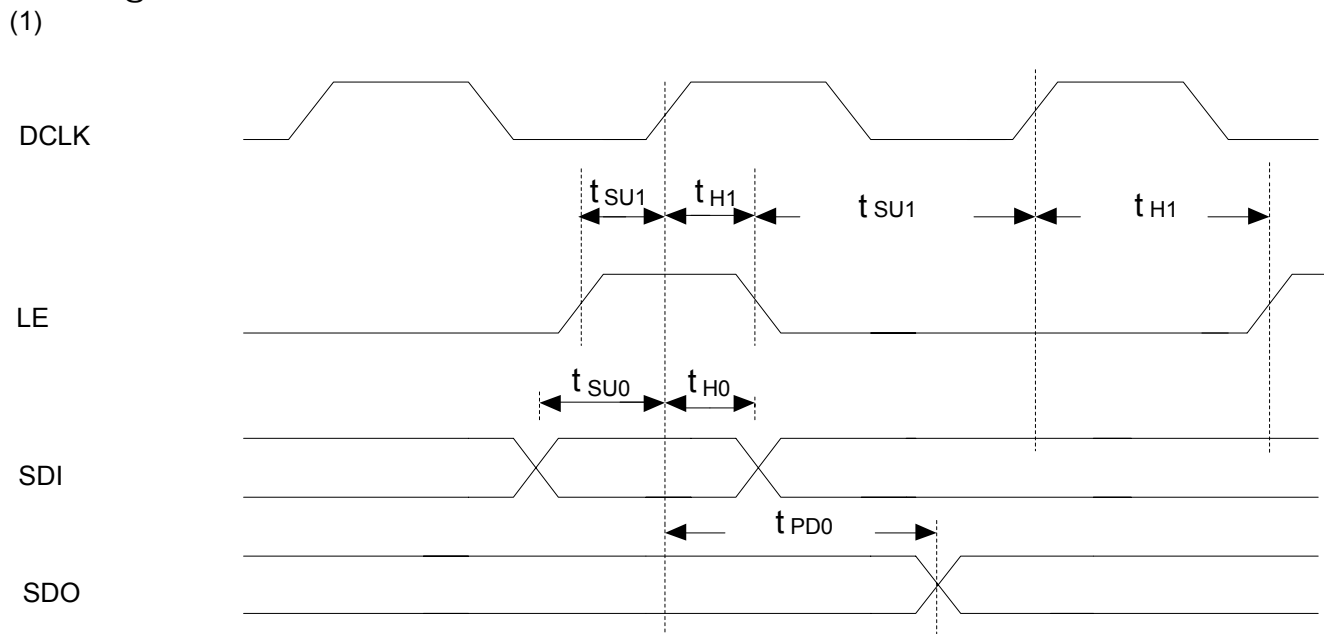 (1)
DCLK
t SU1 t H1 t SU1 t H1
LE
t SU0 t H0
SDI
t PD0
SDO